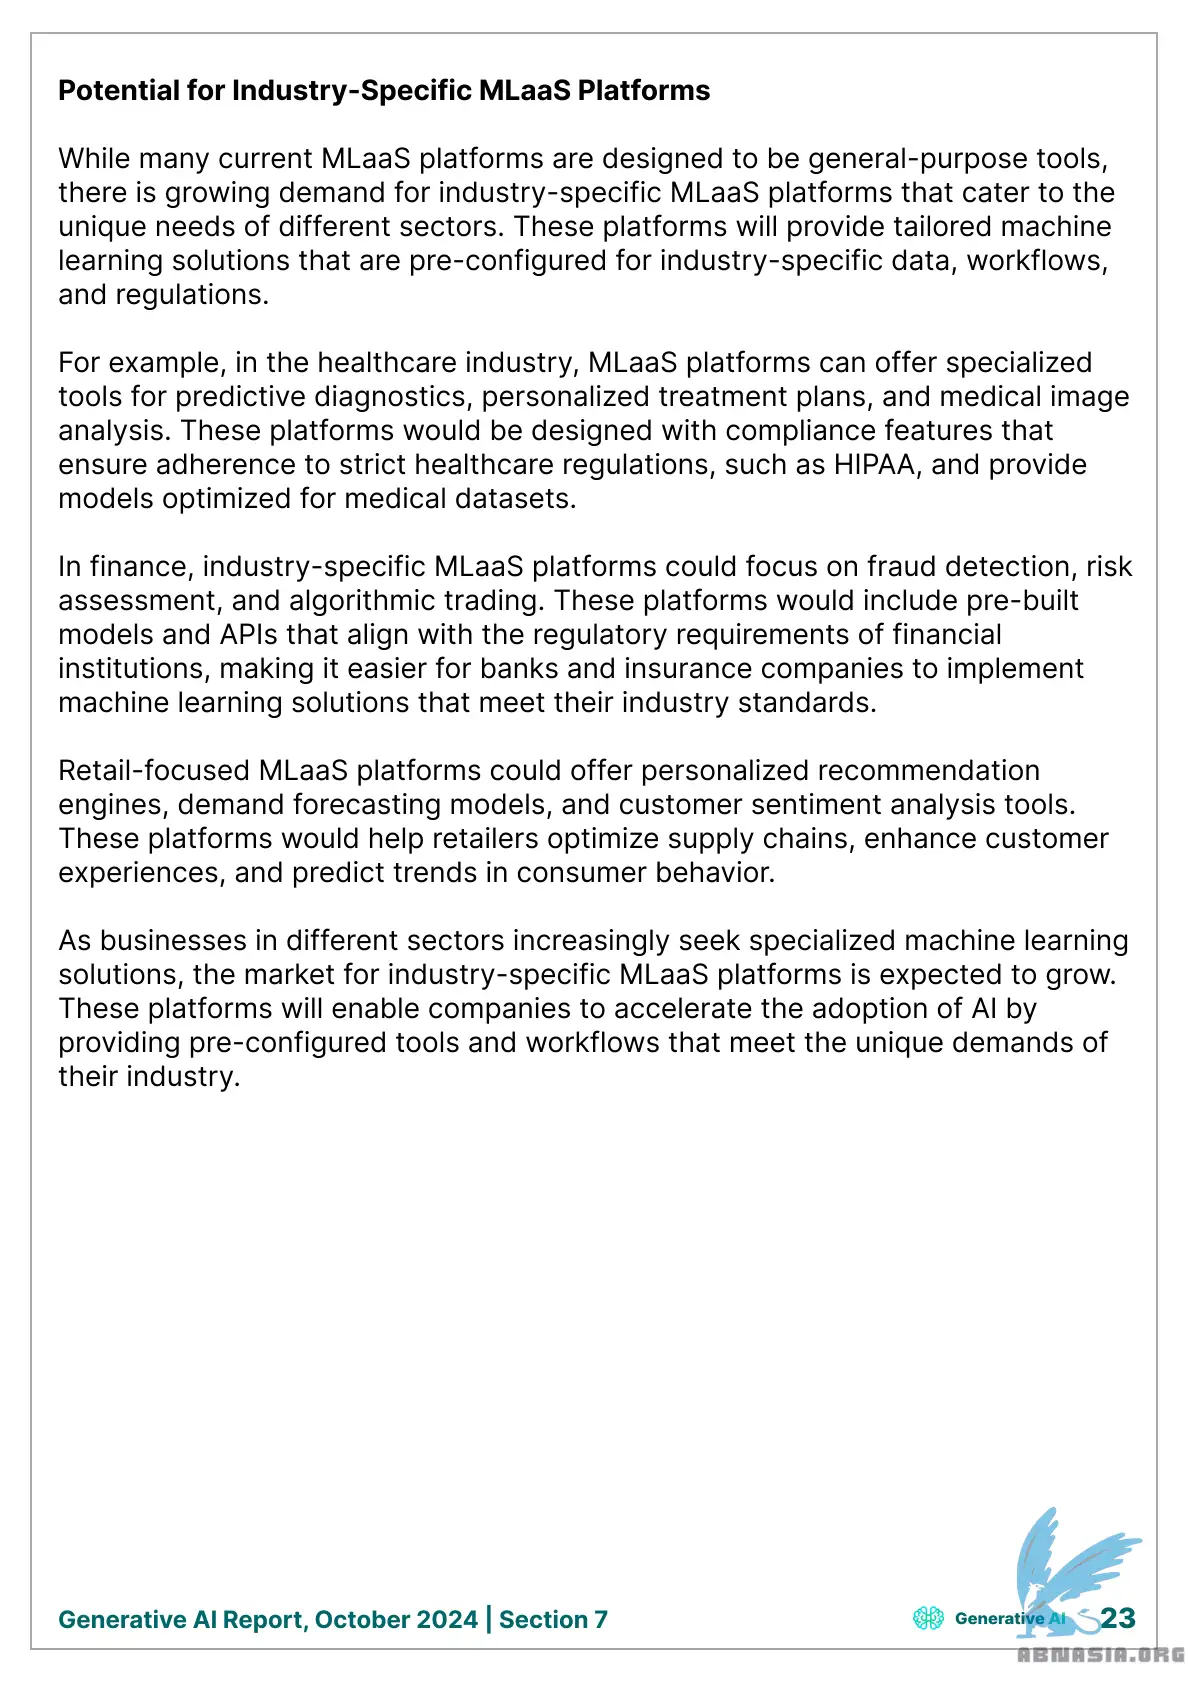 Potential for Industry-Specific MLaaS Platforms
While many current MLaaS platforms are designed to be general-purpose tools,
there is growing demand for industry-specific MLaaS platforms that cater to the
unique needs of different sectors. These platforms will provide tailored machine
learning solutions that are pre-configured for industry-specific data, workflows,
and regulations.
For example, in the healthcare industry, MLaaS platforms can offer specialized
tools for predictive diagnostics, personalized treatment plans, and medical image
analysis. These platforms would be designed with compliance features that
ensure adherence to strict healthcare regulations, such as HIPAA, and provide
models optimized for medical datasets.
In finance, industry-specific MLaaS platforms could focus on fraud detection, risk
assessment, and algorithmic trading. These platforms would include pre-built
models and APIs that align with the regulatory requirements of financial
institutions, making it easier for banks and insurance companies to implement
machine learning solutions that meet their industry standards.
Retail-focused MLaaS platforms could offer personalized recommendation
engines, demand forecasting models, and customer sentiment analysis tools.
These platforms would help retailers optimize supply chains, enhance customer
experiences, and predict trends in consumer behavior.
As businesses in different sectors increasingly seek specialized machine learning
solutions, the market for industry-specific MLaaS platforms is expected to grow.
These platforms will enable companies to accelerate the adoption of AI by
providing pre-configured tools and workflows that meet the unique demands of
their industry.
Generative AI Report, October 2024 | Section 7
Generative AI 23
ABNASIA.ORG